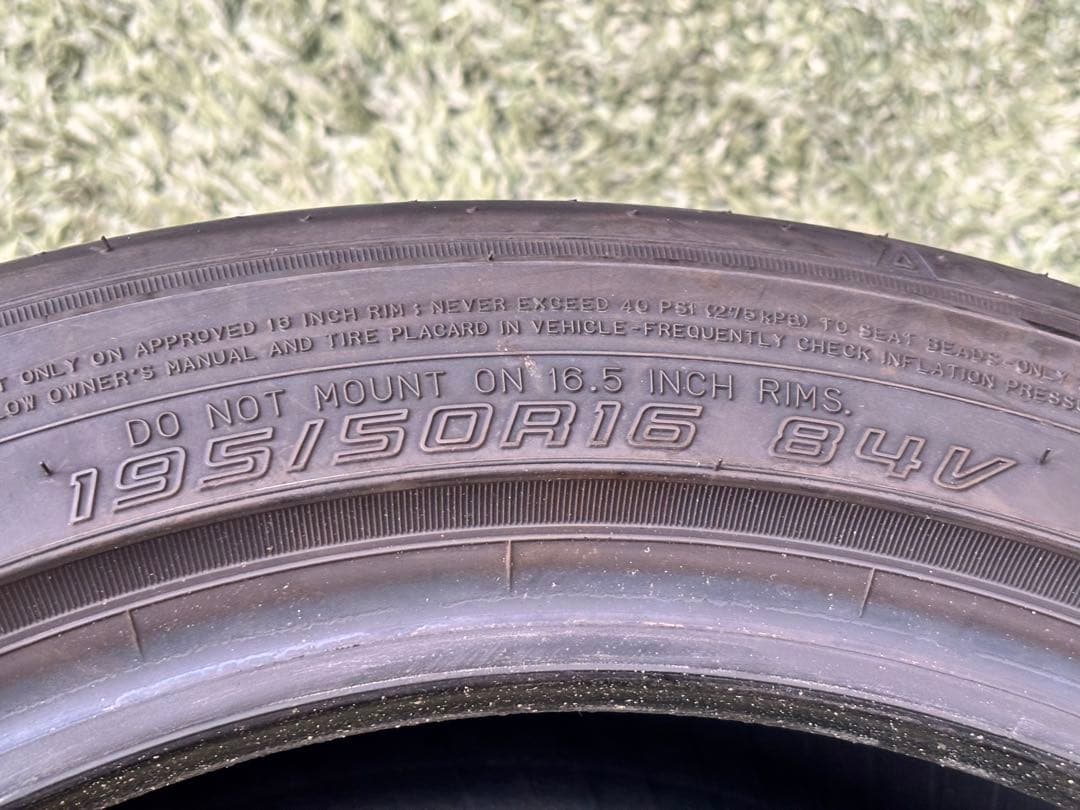 T ONLY ON APPROVED 16 INCH RIM ; NEVER EXCEED 40 PSI (275 kPa) TO SEAT BEADS-ONLY
LOW OWNER'S MANUAL AND TIRE PLACARD IN VEHICLE-FREQUENTLY CHECK INFLATION PRESSU
DO NOT MOUNT ON 16.5 INCH RIMS.
195/50R16 84V